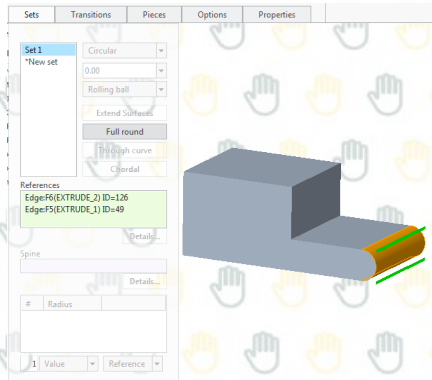 Sets Transitions Pieces Options Properties
Set 1
*New set
Circular
0.00
Rolling ball
Extend Surfaces
Full round
Through curve
Chordal
References
Edge:F6(EXTRUDE_2) ID=126
Edge:F5(EXTRUDE_1) ID=49
Details...
Spine
Details...
# Radius
1 Value Reference